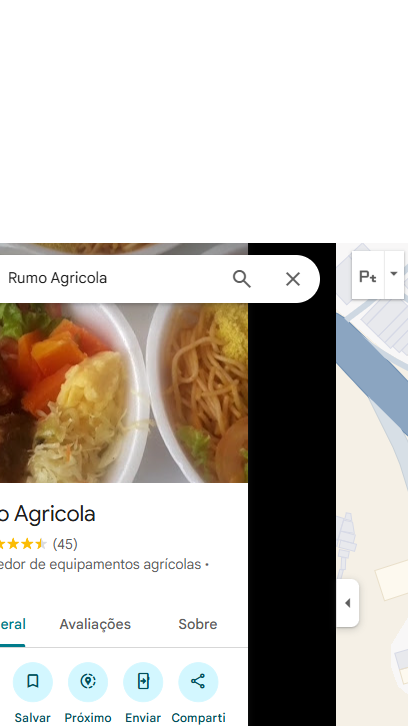 Rumo Agricola
Pt
o Agricola
(45)
edor de equipamentos agrícolas ·
eral Avaliações Sobre
Salvar Próximo Enviar Comparti